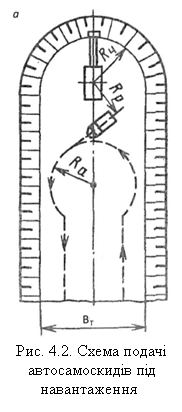 а
Rч
Rр
Rа
Вт
Рис. 4.2. Схема подачі
автосамоскидів під
навантаження